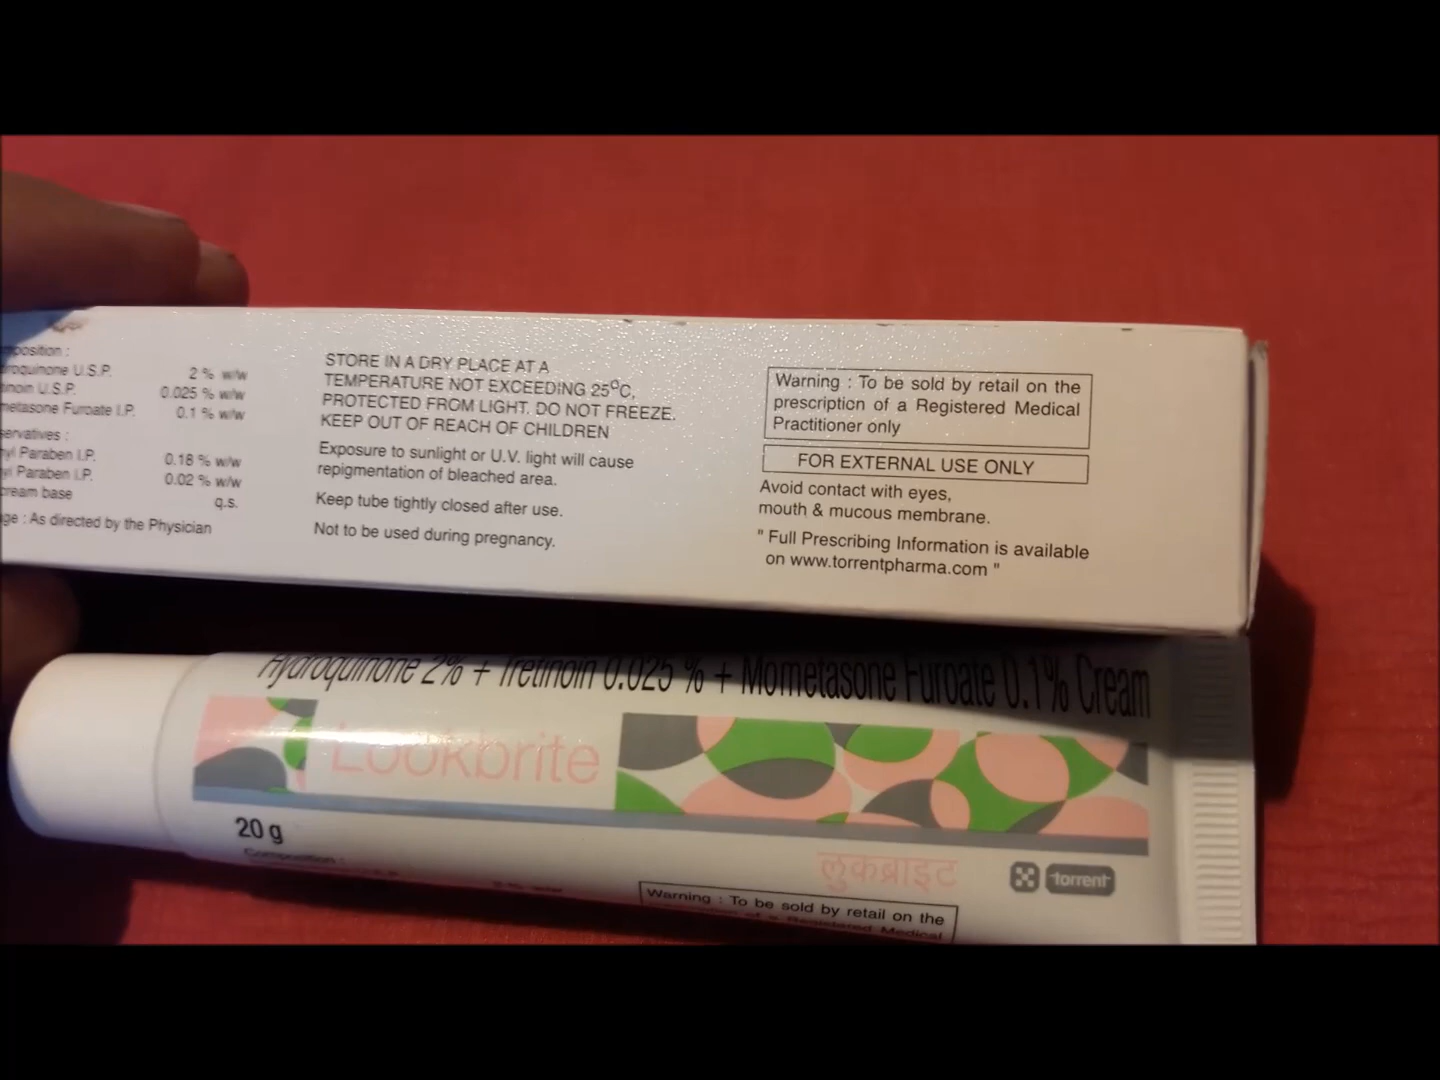 position :
roquinone U.S.P. 2 % w/w
inoin U.S.P. 0.025 % w/w
metasone Furoate I.P. 0.1 % w/w
servatives :
yl Paraben I.P. 0.18 % w/w
yl Paraben I.P. 0.02 % w/w
cream base q.s.
ge : As directed by the Physician
STORE IN A DRY PLACE AT A
TEMPERATURE NOT EXCEEDING 25°C,
PROTECTED FROM LIGHT. DO NOT FREEZE.
KEEP OUT OF REACH OF CHILDREN
Exposure to sunlight or U.V. light will cause
repigmentation of bleached area.
Keep tube tightly closed after use.
Not to be used during pregnancy.
Warning : To be sold by retail on the
prescription of a Registered Medical
Practitioner only
FOR EXTERNAL USE ONLY
Avoid contact with eyes,
mouth & mucous membrane.
" Full Prescribing Information is available
on www.torrentpharma.com "
Hydroquinone 2% + Tretinoin 0.025 % + Mometasone Furoate 0.1% Cream
Lookbrite
20 g
लुकब्राइट
torrent
Composition :
Warning : To be sold by retail on the
prescription of a Registered Medical